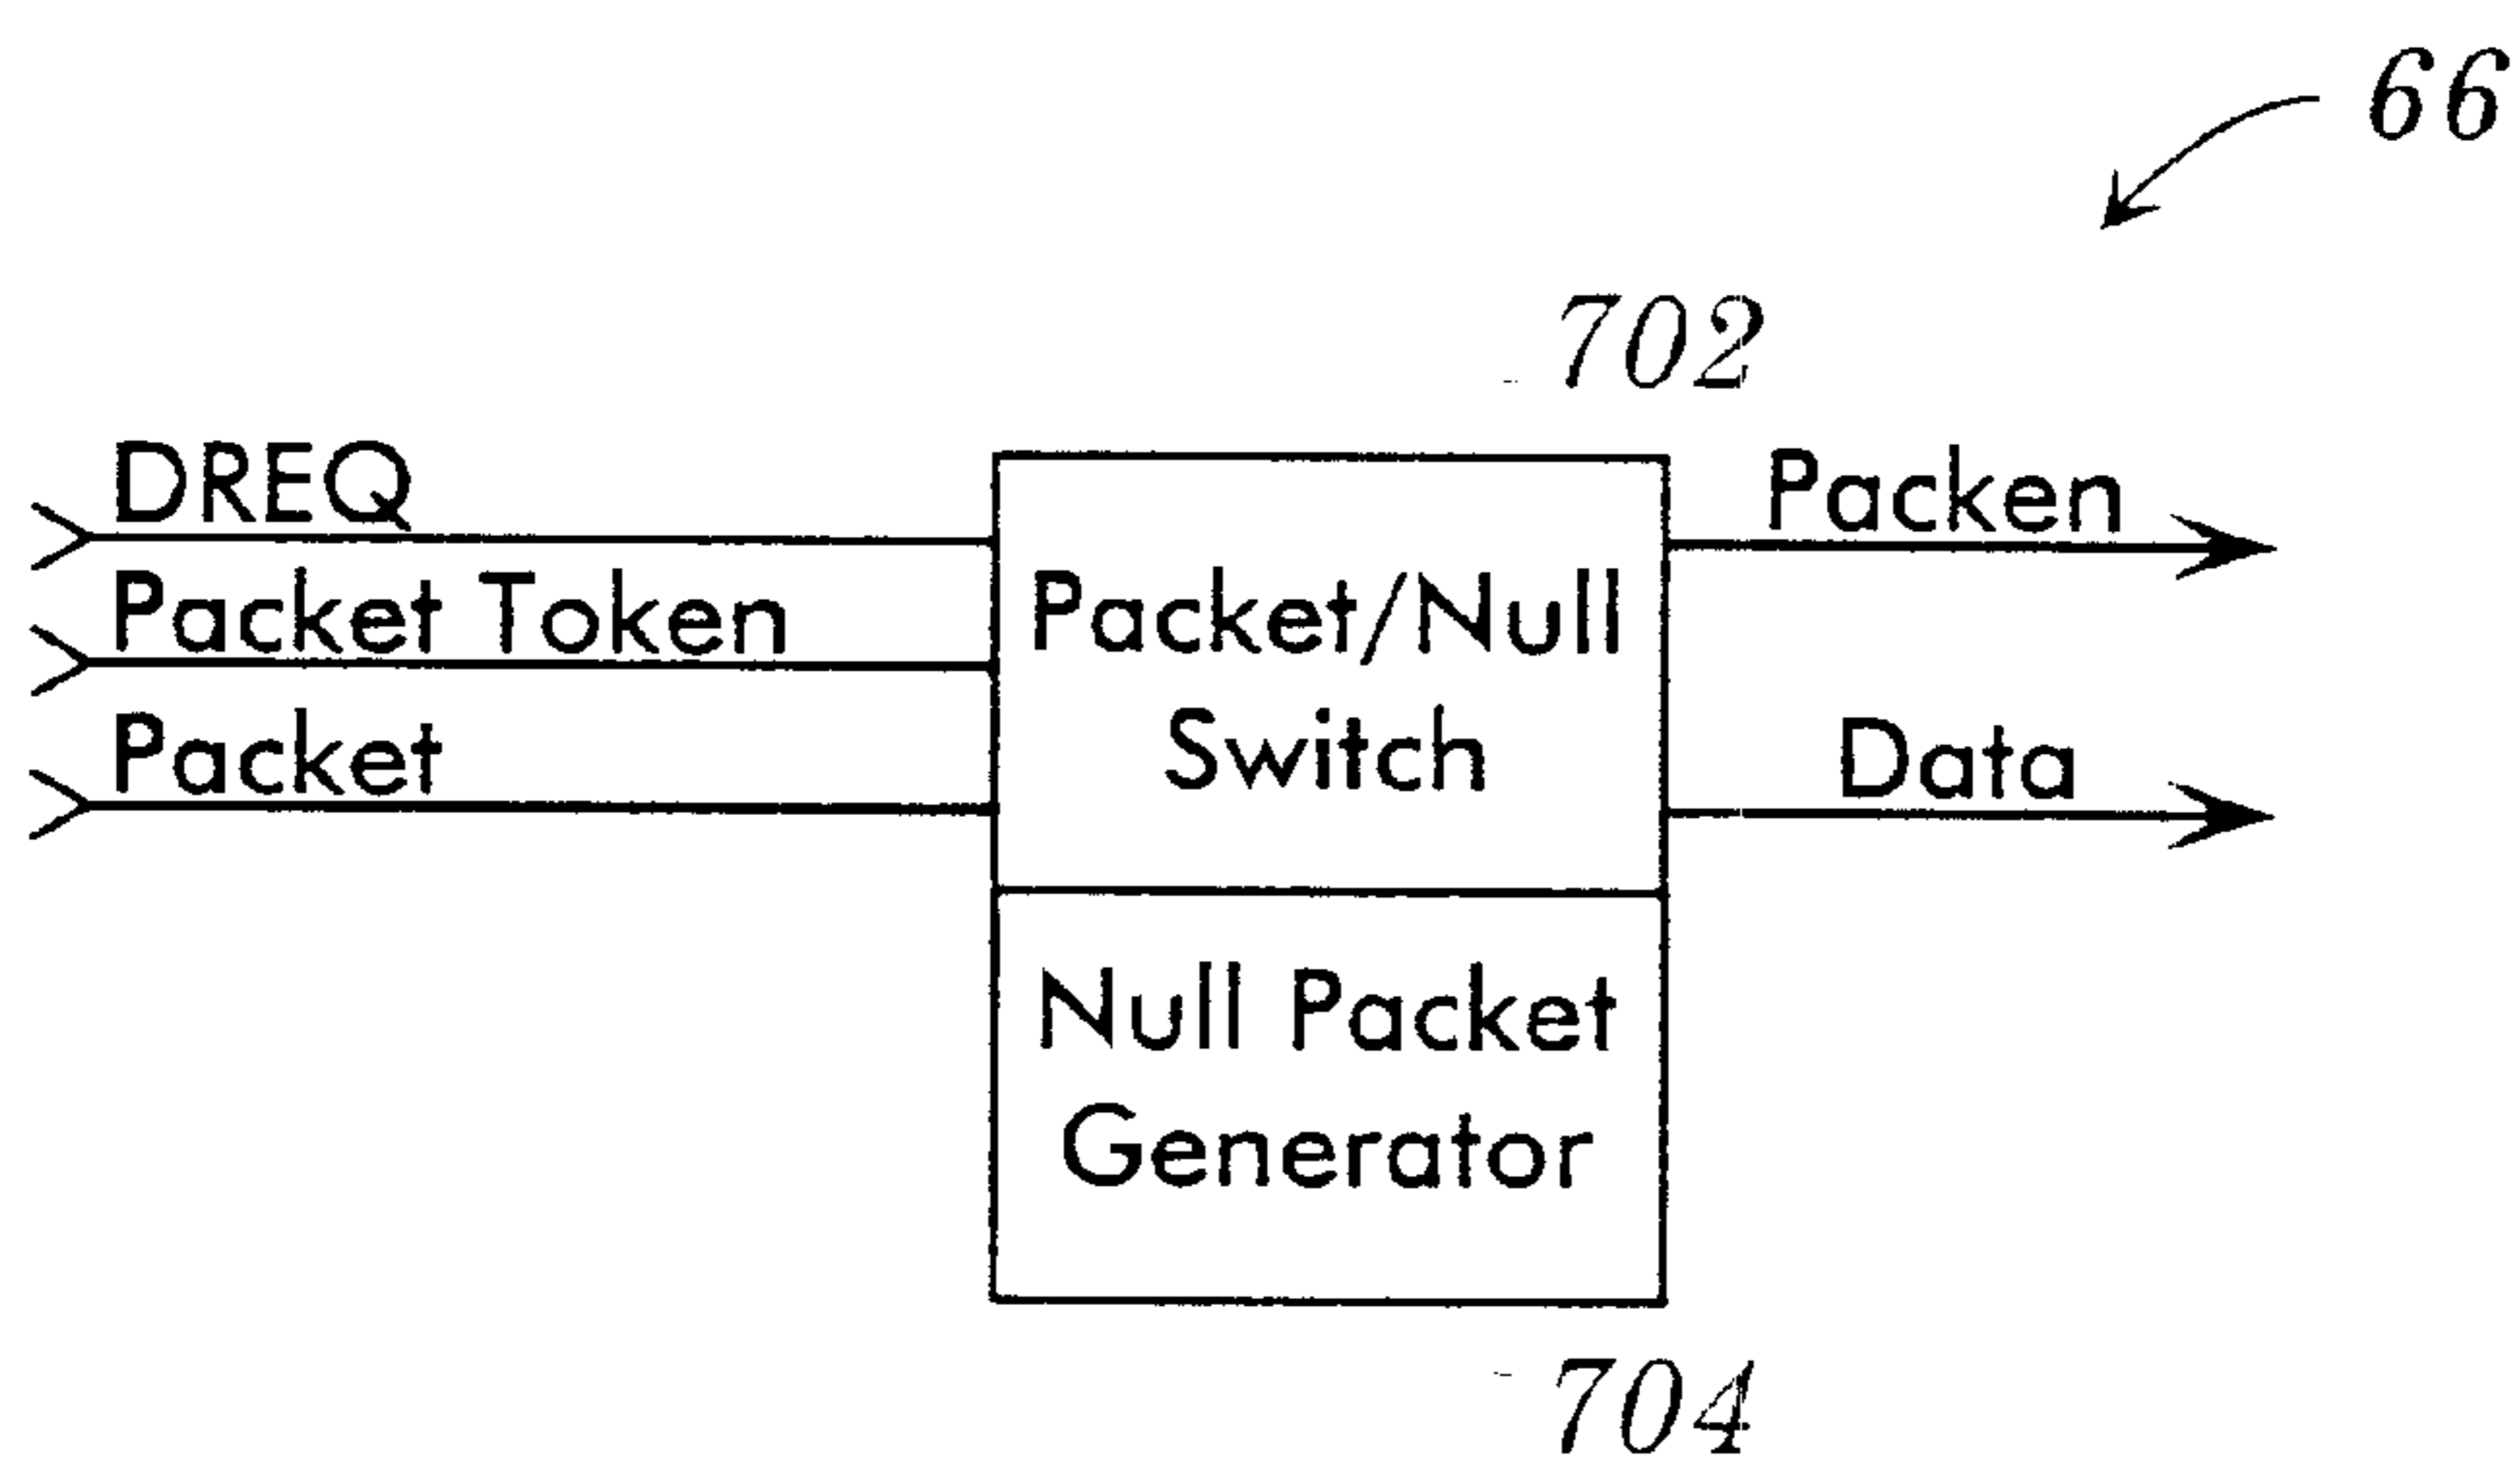 66
702
DREQ
Packet Token
Packet
Packet/Null
Switch
Packen
Data
Null Packet
Generator
704